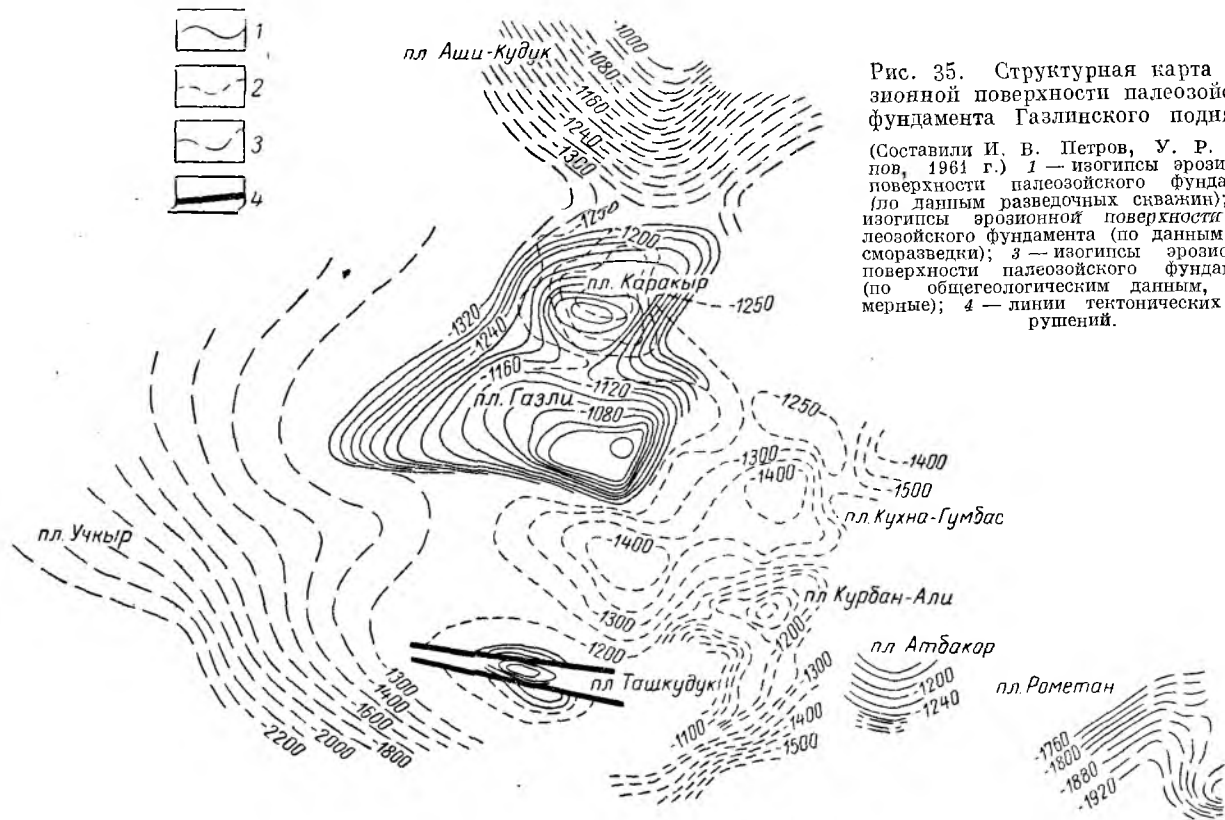 1
2
3
4
пл Аши-Кудук
-1000
-1080
-1160
-1240
-1300
Рис. 35. Структурная карта
зионной поверхности палеозойс
фундамента Газлинского подня
(Составили И. В. Петров, У. Р.
пов, 1961 г.) 1 — изогипсы эрози
поверхности палеозойского фунда
(по данным разведочных скважин);
изогипсы эрозионной поверхности
леозойского фундамента (по данным
сморазведки); 3 — изогипсы эрозио
поверхности палеозойского фунда
(по общегеологическим данным,
мерные); 4 — линии тектонических
рушений.
-1250
-1200
пл. Каракыр
-1250
-1320
-1240
-1160
-1120
пл. Газли
-1080
-1250
-1300
-1400
-1400
-1500
пл. Кухна-Гумбас
пл. Учкыр
-1400
пл Курбан-Али
-1300
-1200
-1200
пл Атбакор
пл Ташкудук
-1300
-1200
-1240
пл. Рометан
-1300
-1400
-1600
-1800
-2000
-2200
-1100
-1400
-1500
-1760
-1800
-1880
-1920